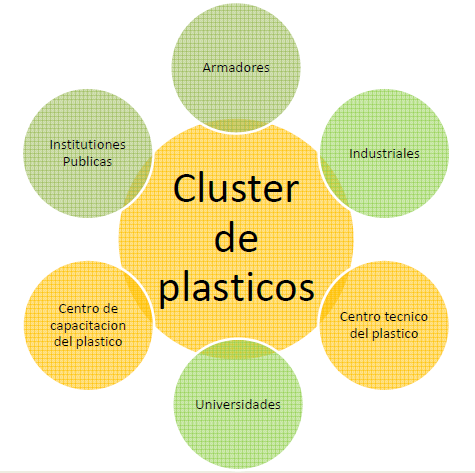 Armadores
Institutiones
Publicas
Industriales
Cluster
de
plasticos
Centro de
capacitacion
del plastico
Centro tecnico
del plastico
Universidades